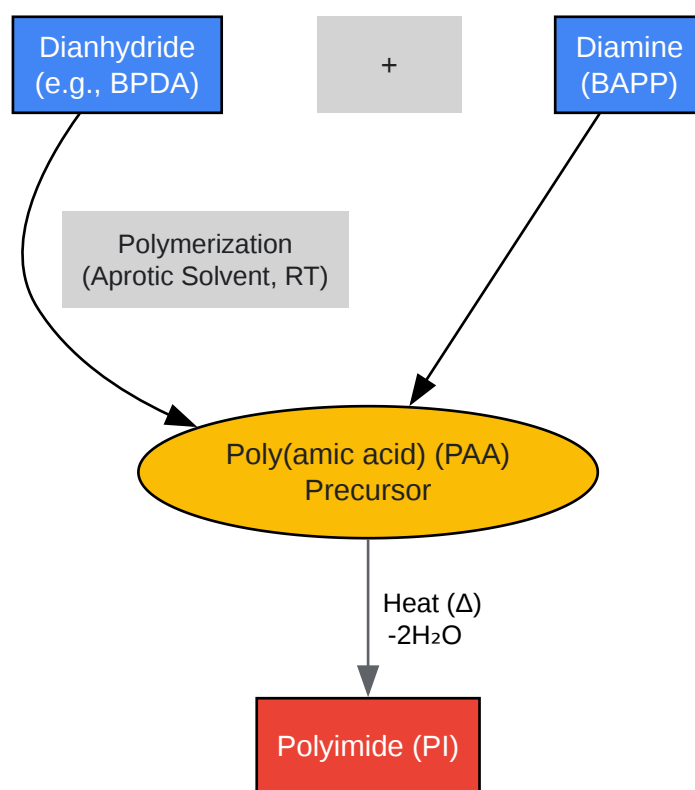 Dianhydride
(e.g., BPDA)
+
Diamine
(BAPP)
Polymerization
(Aprotic Solvent, RT)
Poly(amic acid) (PAA)
Precursor
Heat (Δ)
-2H₂O
Polyimide (PI)